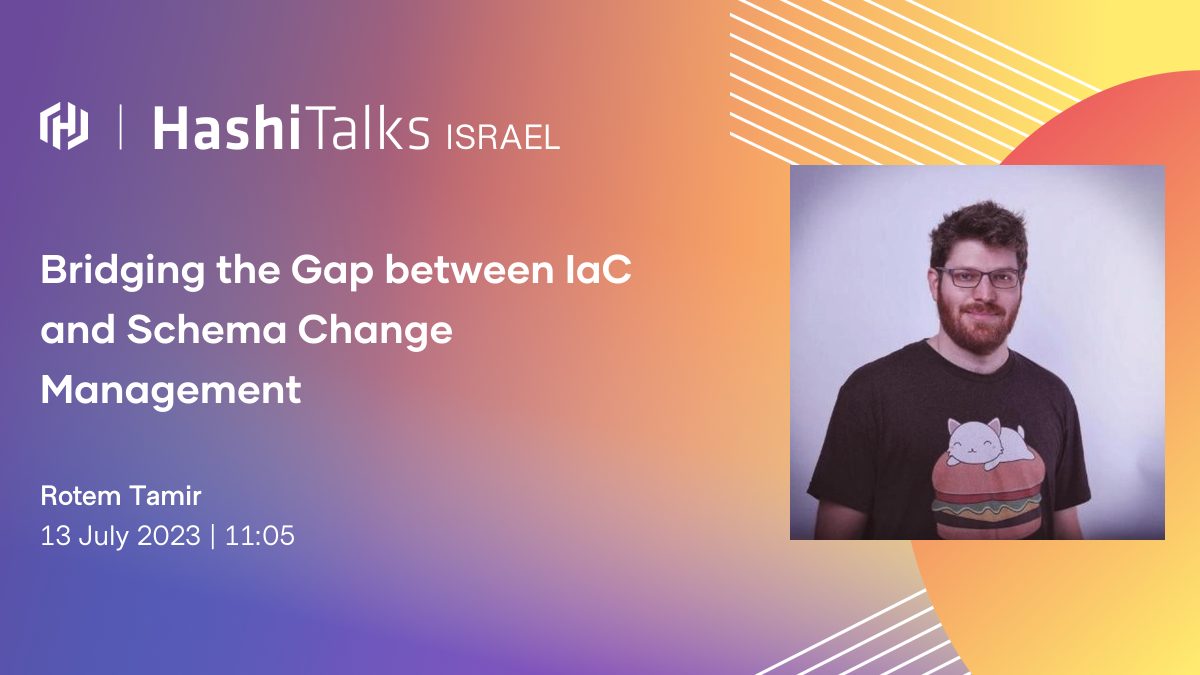 HashiTalks ISRAEL
Bridging the Gap between IaC
and Schema Change
Management
Rotem Tamir
13 July 2023 | 11:05